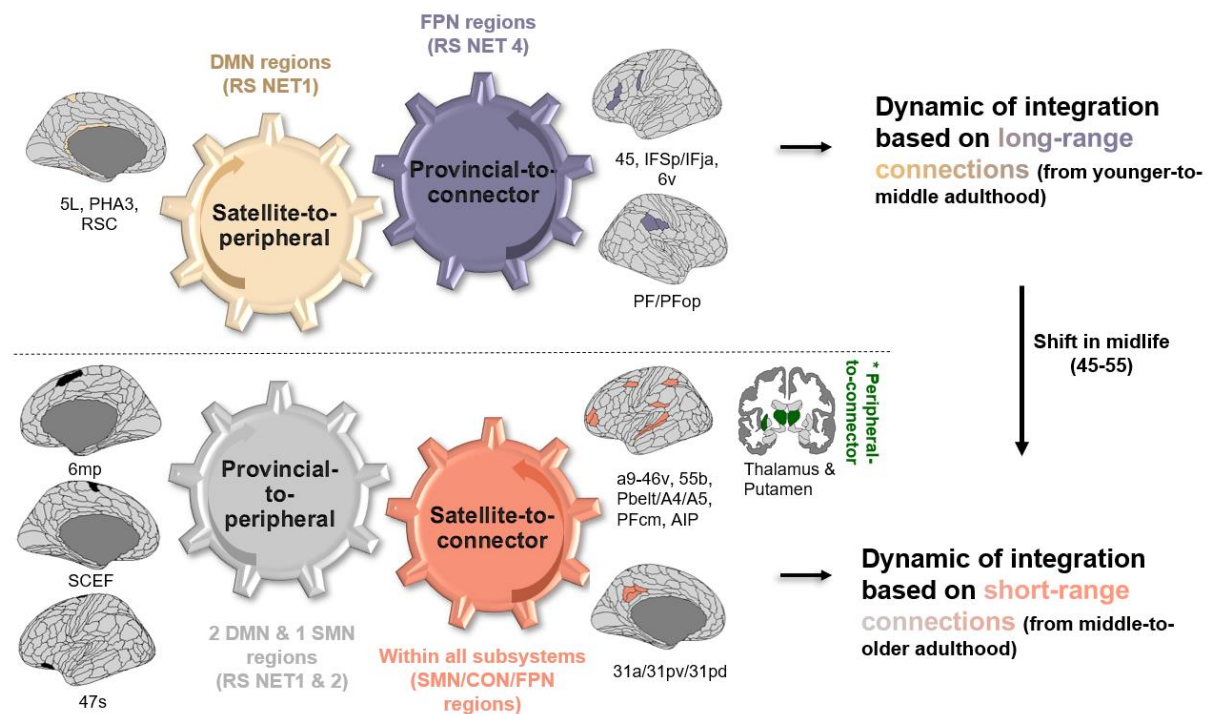 FPN regions
(RS NET 4)
DMN regions
(RS NET1)
5L, PHA3,
RSC
Satellite-to-
peripheral
Provincial-to-
connector
45, IFSp/IFja,
6v
PF/PFop
Dynamic of integration
based on long-range
connections (from younger-to-
middle adulthood)
Shift in midlife
(45-55)
6mp
SCEF
47s
Provincial-
to-
peripheral
2 DMN & 1 SMN
regions
(RS NET1 & 2)
Satellite-to-
connector
Within all subsystems
(SMN/CON/FPN
regions)
a9-46v, 55b,
Pbelt/A4/A5,
PFcm, AIP
31a/31pv/31pd
* Peripheral-
to-connector
Thalamus &
Putamen
Dynamic of integration
based on short-range
connections (from middle-to-
older adulthood)